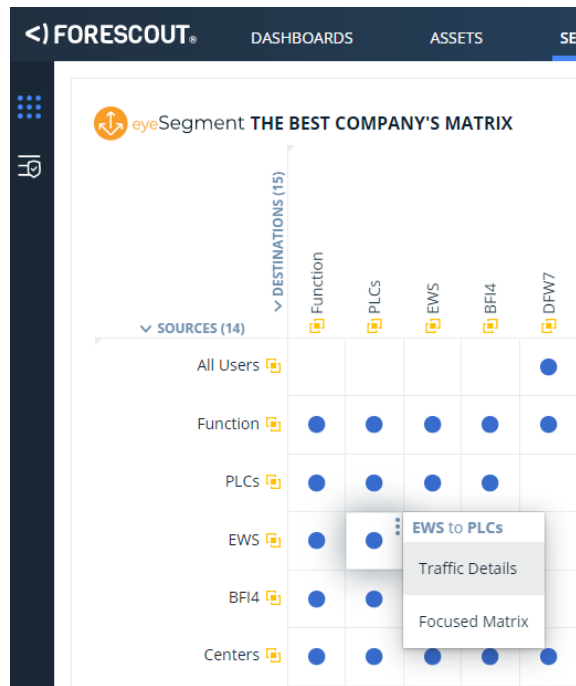 <) FORESCOUT® DASHBOARDS ASSETS SE
eyeSegment THE BEST COMPANY'S MATRIX
DESTINATIONS (15)
Function
PLCs
EWS
BFI4
DFW7
SOURCES (14)
All Users
Function
PLCs
EWS
EWS to PLCs
Traffic Details
BFI4
Focused Matrix
Centers